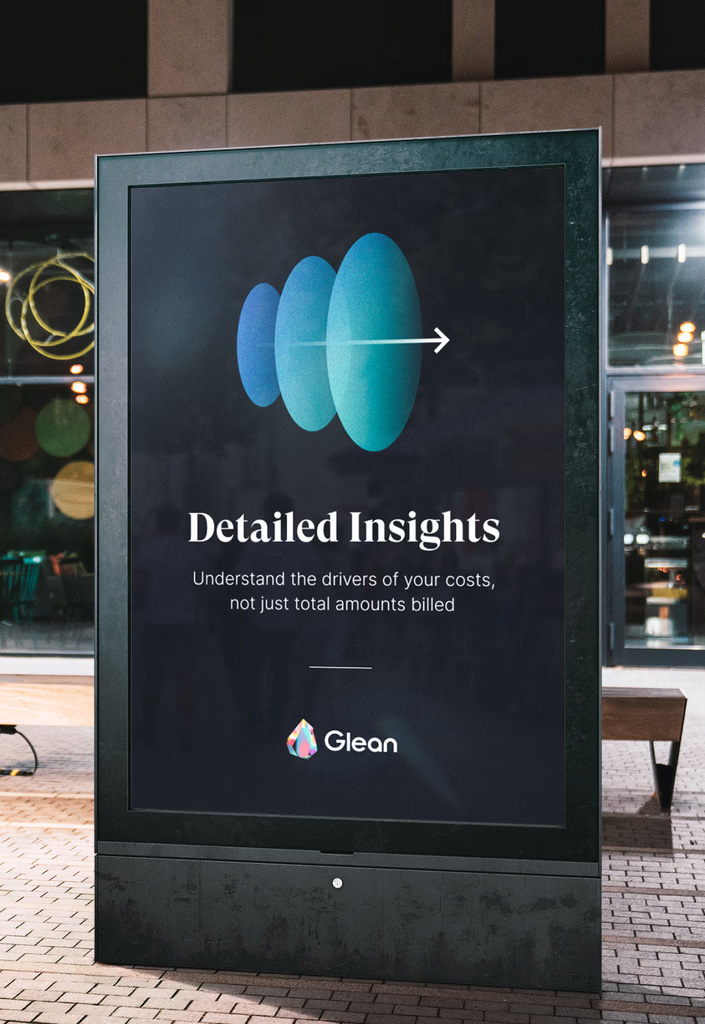 Detailed Insights
Understand the drivers of your costs,
not just total amounts billed
Glean